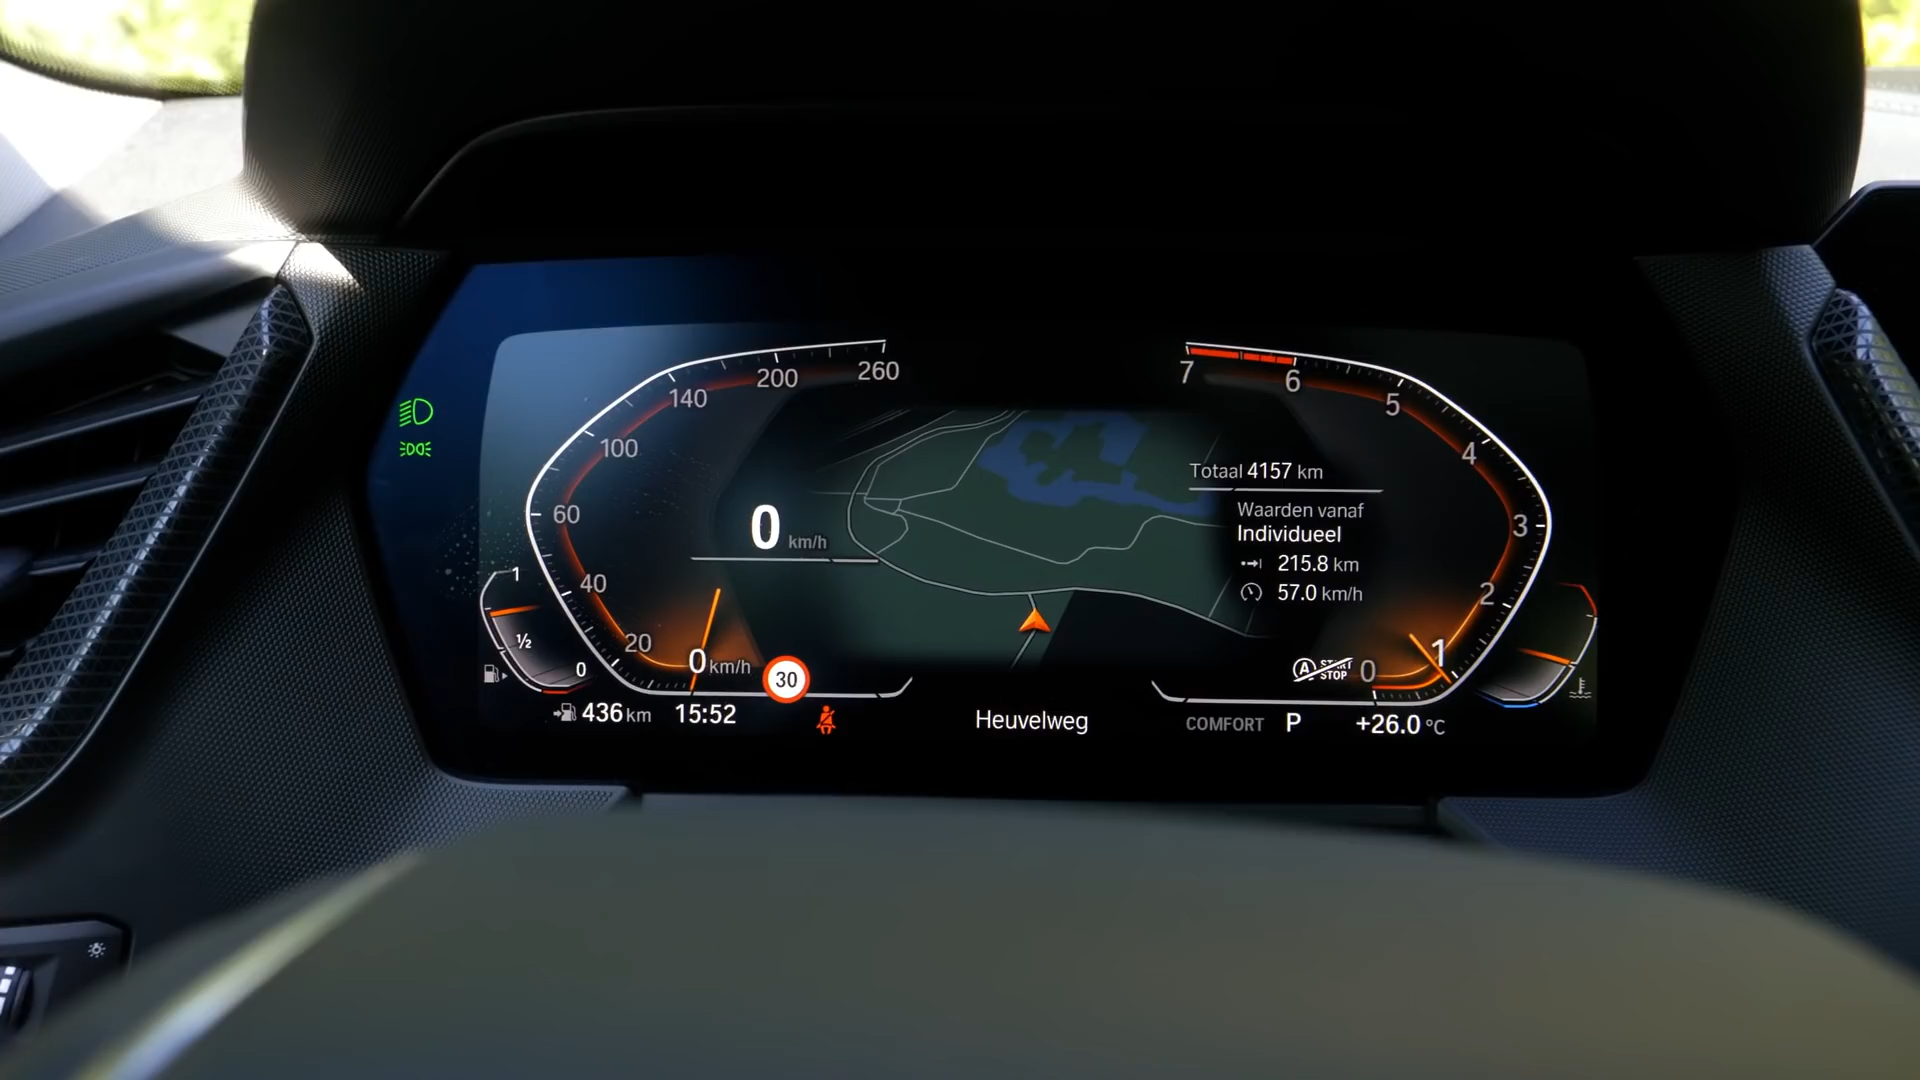 260
200
140
100
60
40
20
0 km/h
0 km/h
30
1
1/2
0
436 km
15:52
Heuvelweg
7
6
5
4
3
2
1
0
Totaal 4157 km
Waarden vanaf
Individueel
215.8 km
57.0 km/h
A START
STOP
COMFORT P
+26.0 °C